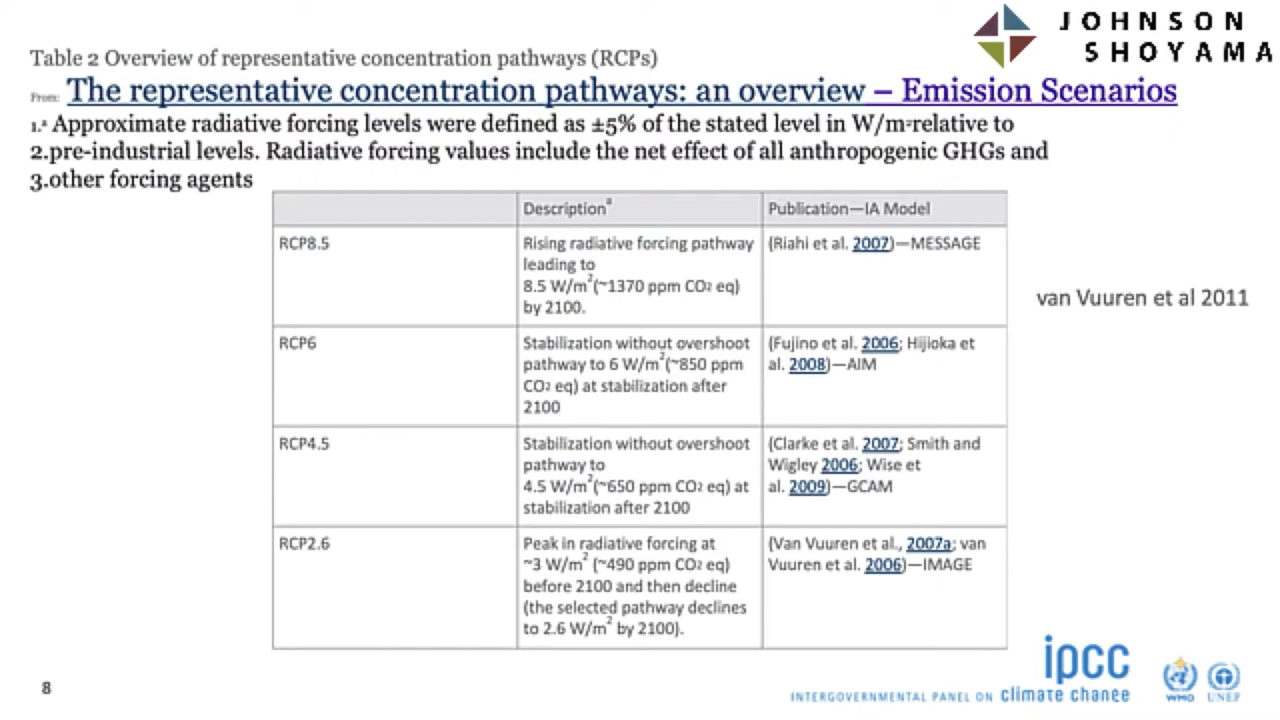 JOHNSON
SHOYAMA
Table 2 Overview of representative concentration pathways (RCPs)
From: The representative concentration pathways: an overview – Emission Scenarios
1.ª Approximate radiative forcing levels were defined as ±5% of the stated level in W/m²relative to
2.pre-industrial levels. Radiative forcing values include the net effect of all anthropogenic GHGs and
3.other forcing agents
Descriptionª
Publication—IA Model
RCP8.5
Rising radiative forcing pathway
leading to
8.5 W/m²(~1370 ppm CO₂ eq)
by 2100.
(Riahi et al. 2007)—MESSAGE
van Vuuren et al 2011
RCP6
Stabilization without overshoot
pathway to 6 W/m²(~850 ppm
CO₂ eq) at stabilization after
2100
(Fujino et al. 2006; Hijioka et
al. 2008)—AIM
RCP4.5
Stabilization without overshoot
pathway to
4.5 W/m²(~650 ppm CO₂ eq) at
stabilization after 2100
(Clarke et al. 2007; Smith and
Wigley 2006; Wise et
al. 2009)—GCAM
RCP2.6
Peak in radiative forcing at
~3 W/m² (~490 ppm CO₂ eq)
before 2100 and then decline
(the selected pathway declines
to 2.6 W/m² by 2100).
(Van Vuuren et al., 2007a; van
Vuuren et al. 2006)—IMAGE
8
ipcc
INTERGOVERNMENTAL PANEL ON climate change
WMO
UNEP